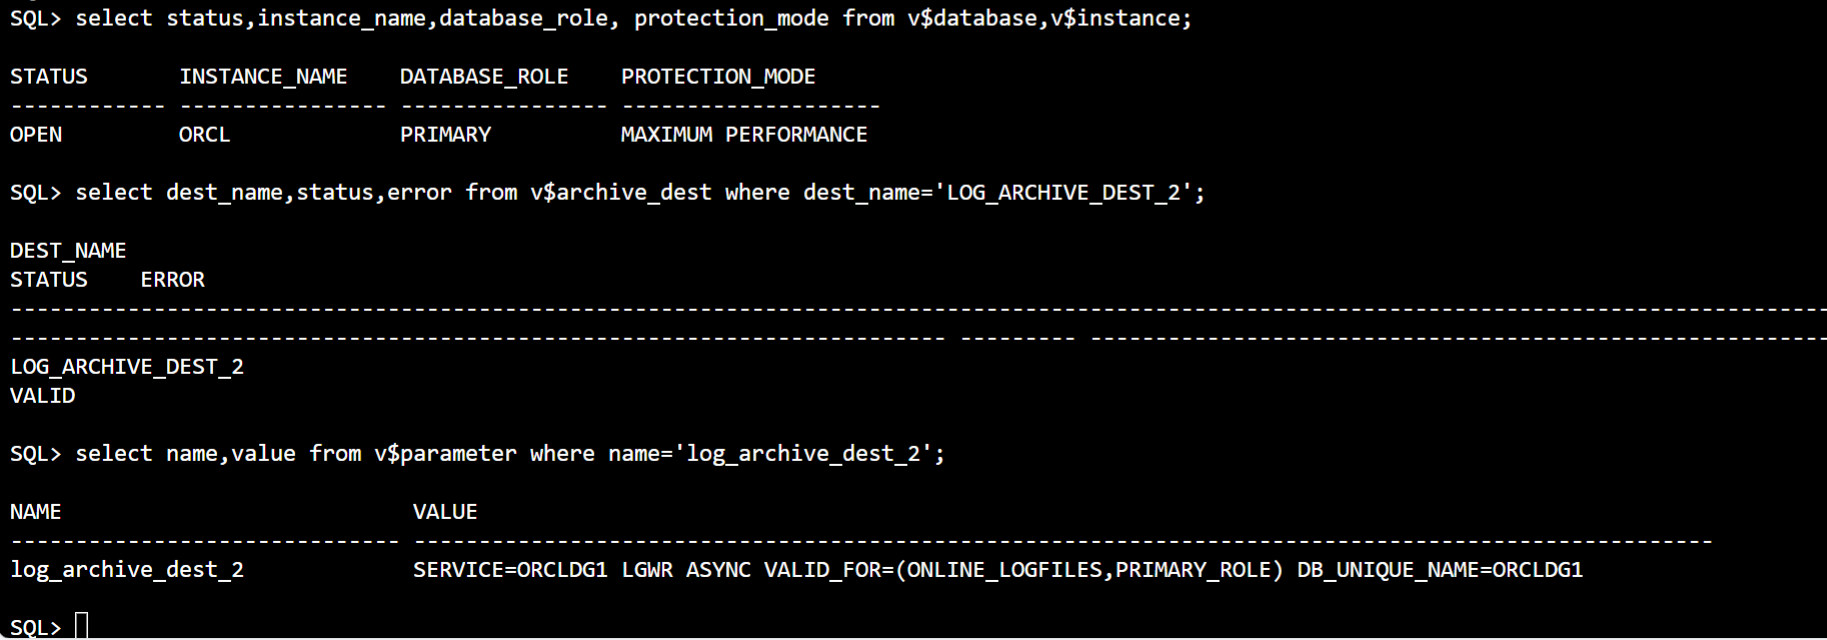 SQL> select status,instance_name,database_role, protection_mode from v$database,v$instance;
STATUS       INSTANCE_NAME    DATABASE_ROLE    PROTECTION_MODE
------------ ---------------- ---------------- --------------------
OPEN         ORCL             PRIMARY          MAXIMUM PERFORMANCE
SQL> select dest_name,status,error from v$archive_dest where dest_name='LOG_ARCHIVE_DEST_2';
DEST_NAME
STATUS    ERROR
--------------------------------------------------------------------------------------------------------------------------------------------
------------------------------------------------------------------------ --------- ---------------------------------------------------------
LOG_ARCHIVE_DEST_2
VALID
SQL> select name,value from v$parameter where name='log_archive_dest_2';
NAME                           VALUE
------------------------------ ----------------------------------------------------------------------------------------------------
log_archive_dest_2             SERVICE=ORCLDG1 LGWR ASYNC VALID_FOR=(ONLINE_LOGFILES,PRIMARY_ROLE) DB_UNIQUE_NAME=ORCLDG1
SQL>